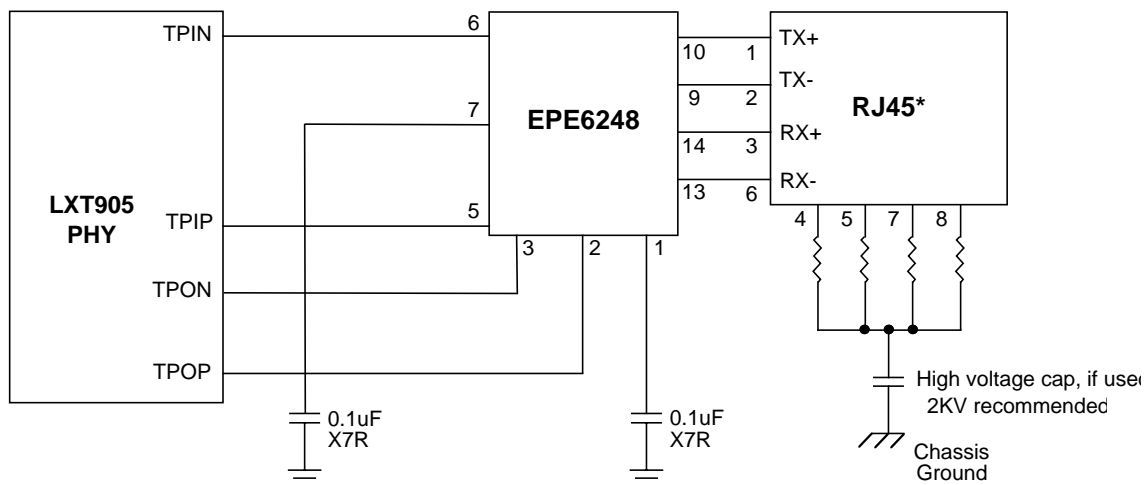 TPIN
6
10
1
TX+
9
2
TX-
7
EPE6248
RJ45*
14
3
RX+
13
6
RX-
LXT905
PHY
TPIP
5
3
2
1
4
5
7
8
TPON
TPOP
0.1uF
X7R
0.1uF
X7R
High voltage cap, if used
2KV recommended
Chassis
Ground